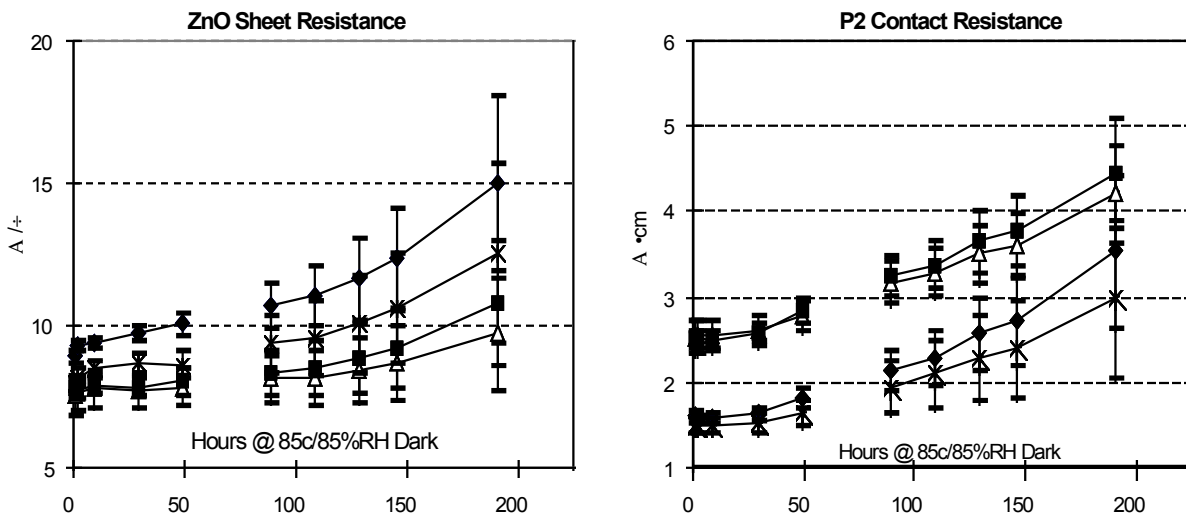 ZnO Sheet Resistance
20
15
10
5
A /÷
Hours @ 85c/85%RH Dark
0 50 100 150 200
P2 Contact Resistance
6
5
4
3
2
1
A •cm
Hours @ 85c/85%RH Dark
0 50 100 150 200